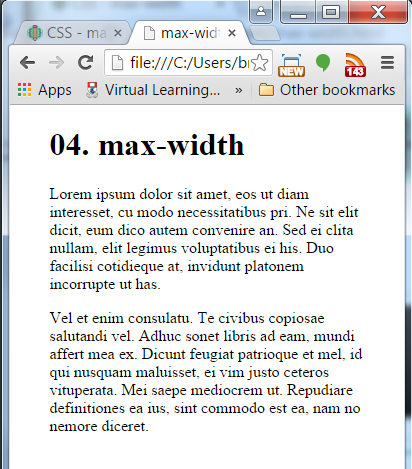 CSS - ma
max-widt
file:///C:/Users/br
NEW
143
Apps
Virtual Learning...
»
Other bookmarks
04. max-width
Lorem ipsum dolor sit amet, eos ut diam
interesset, cu modo necessitatibus pri. Ne sit elit
dicit, eum dico autem convenire an. Sed ei clita
nullam, elit legimus voluptatibus ei his. Duo
facilisi cotidieque at, invidunt platonem
incorrupte ut has.
Vel et enim consulatu. Te civibus copiosae
salutandi vel. Adhuc sonet libris ad eam, mundi
affert mea ex. Dicunt feugiat patrioque et mel, id
qui nusquam maluisset, ei vim justo ceteros
vituperata. Mei saepe mediocrem ut. Repudiare
definitiones ea ius, sint commodo est ea, nam no
nemore diceret.